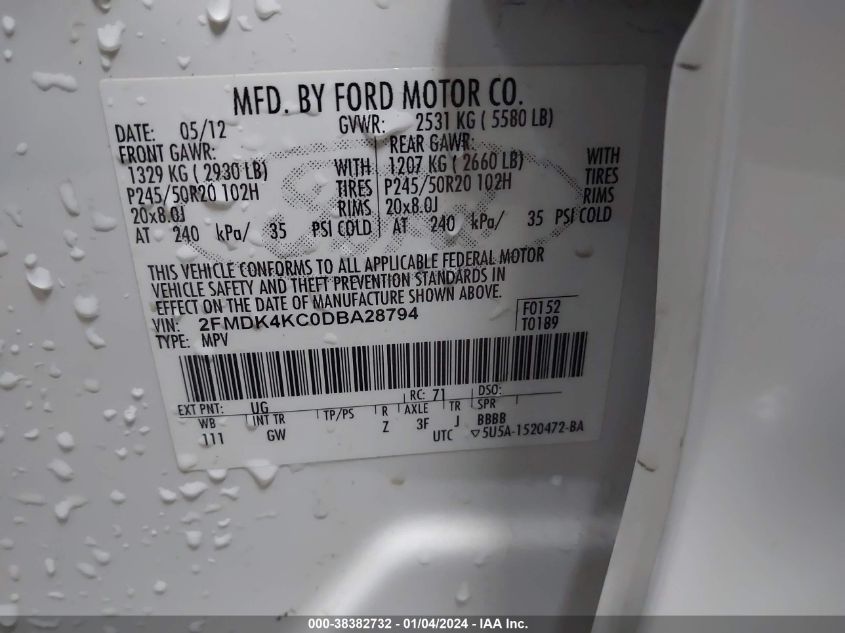 MFD. BY FORD MOTOR CO.
DATE: 05/12 GVWR: 2531 KG ( 5580 LB)
FRONT GAWR: REAR GAWR:
1329 KG ( 2930 LB) WITH 1207 KG ( 2660 LB) WITH
P245/50R20 102H TIRES P245/50R20 102H TIRES
20x8.0J RIMS 20x8.0J RIMS
AT 240 kPa/ 35 PSI COLD AT 240 kPa/ 35 PSI COLD
THIS VEHICLE CONFORMS TO ALL APPLICABLE FEDERAL MOTOR
VEHICLE SAFETY AND THEFT PREVENTION STANDARDS IN
EFFECT ON THE DATE OF MANUFACTURE SHOWN ABOVE.
VIN: 2FMDK4KC0DBA28794 F0152
TYPE: MPV T0189
EXT PNT: UG RC: 71 DSO:
WB INT TR TP/PS R AXLE TR SPR
111 GW Z 3F J BBBB
UTC ▽5U5A-1520472-BA
000-38382732 - 01/04/2024 - IAA Inc.